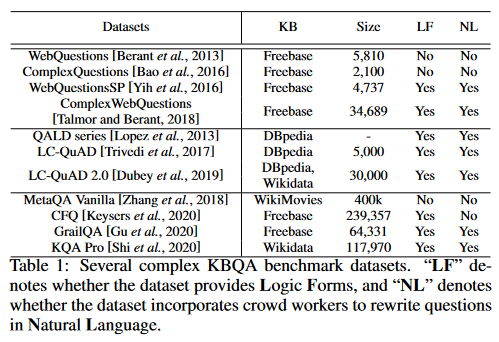 Datasets KB Size LF NL
WebQuestions [Berant et al., 2013] Freebase 5,810 No No
ComplexQuestions [Bao et al., 2016] Freebase 2,100 No No
WebQuestionsSP [Yih et al., 2016] Freebase 4,737 Yes Yes
ComplexWebQuestions
[Talmor and Berant, 2018] Freebase 34,689 Yes Yes
QALD series [Lopez et al., 2013] DBpedia - Yes Yes
LC-QuAD [Trivedi et al., 2017] DBpedia 5,000 Yes Yes
LC-QuAD 2.0 [Dubey et al., 2019] DBpedia, Wikidata 30,000 Yes Yes
MetaQA Vanilla [Zhang et al., 2018] WikiMovies 400k No No
CFQ [Keysers et al., 2020] Freebase 239,357 Yes No
GrailQA [Gu et al., 2020] Freebase 64,331 Yes Yes
KQA Pro [Shi et al., 2020] Wikidata 117,970 Yes Yes
Table 1: Several complex KBQA benchmark datasets. “LF” de-
notes whether the dataset provides Logic Forms, and “NL” denotes
whether the dataset incorporates crowd workers to rewrite questions
in Natural Language.